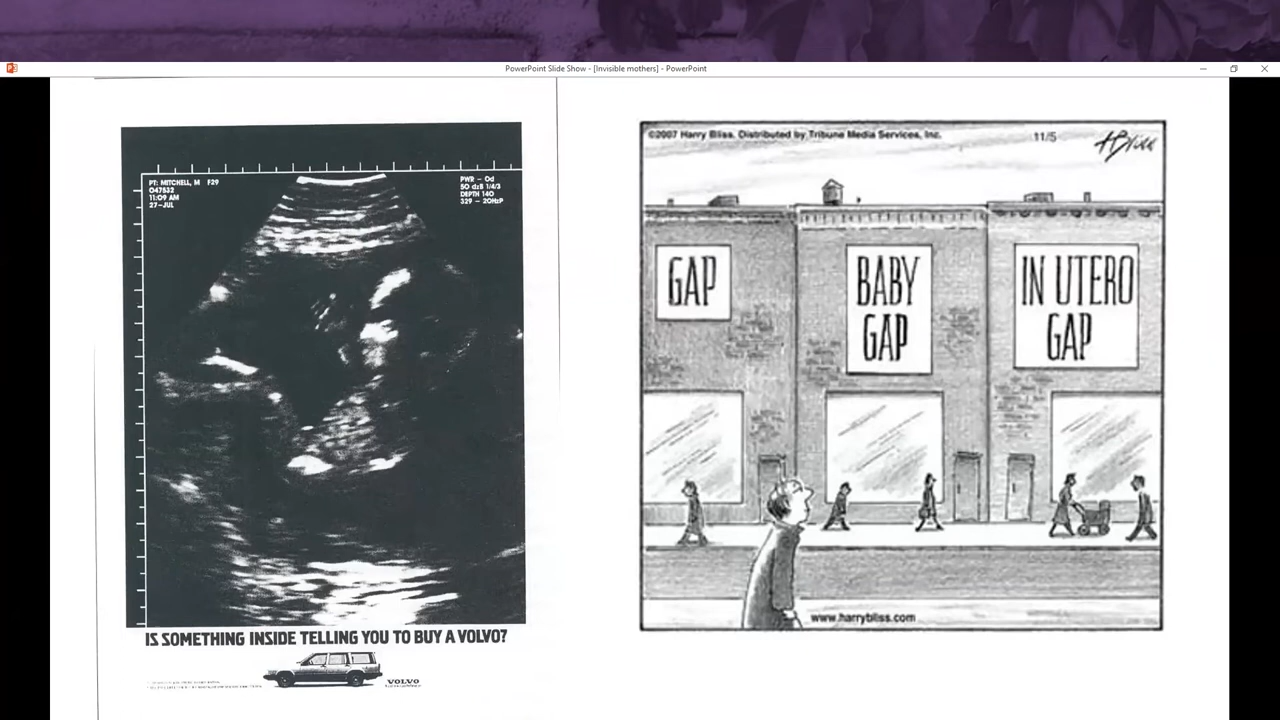 PowerPoint Slide Show - [Invisible mothers] - PowerPoint
PT: MITCHELL, M F29
047532
11:09 AM
27-JUL
PWR - 0d
50 dB 1/4/3
DEPTH 140
329 - 20HzP
IS SOMETHING INSIDE TELLING YOU TO BUY A VOLVO?
VOLVO
©2007 Harry Bliss. Distributed by Tribune Media Services, Inc.
11/5
HBliss
GAP
BABY
GAP
IN UTERO
GAP
www.harrybliss.com